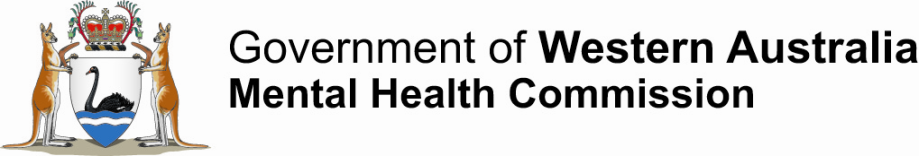 Government of Western Australia
Mental Health Commission